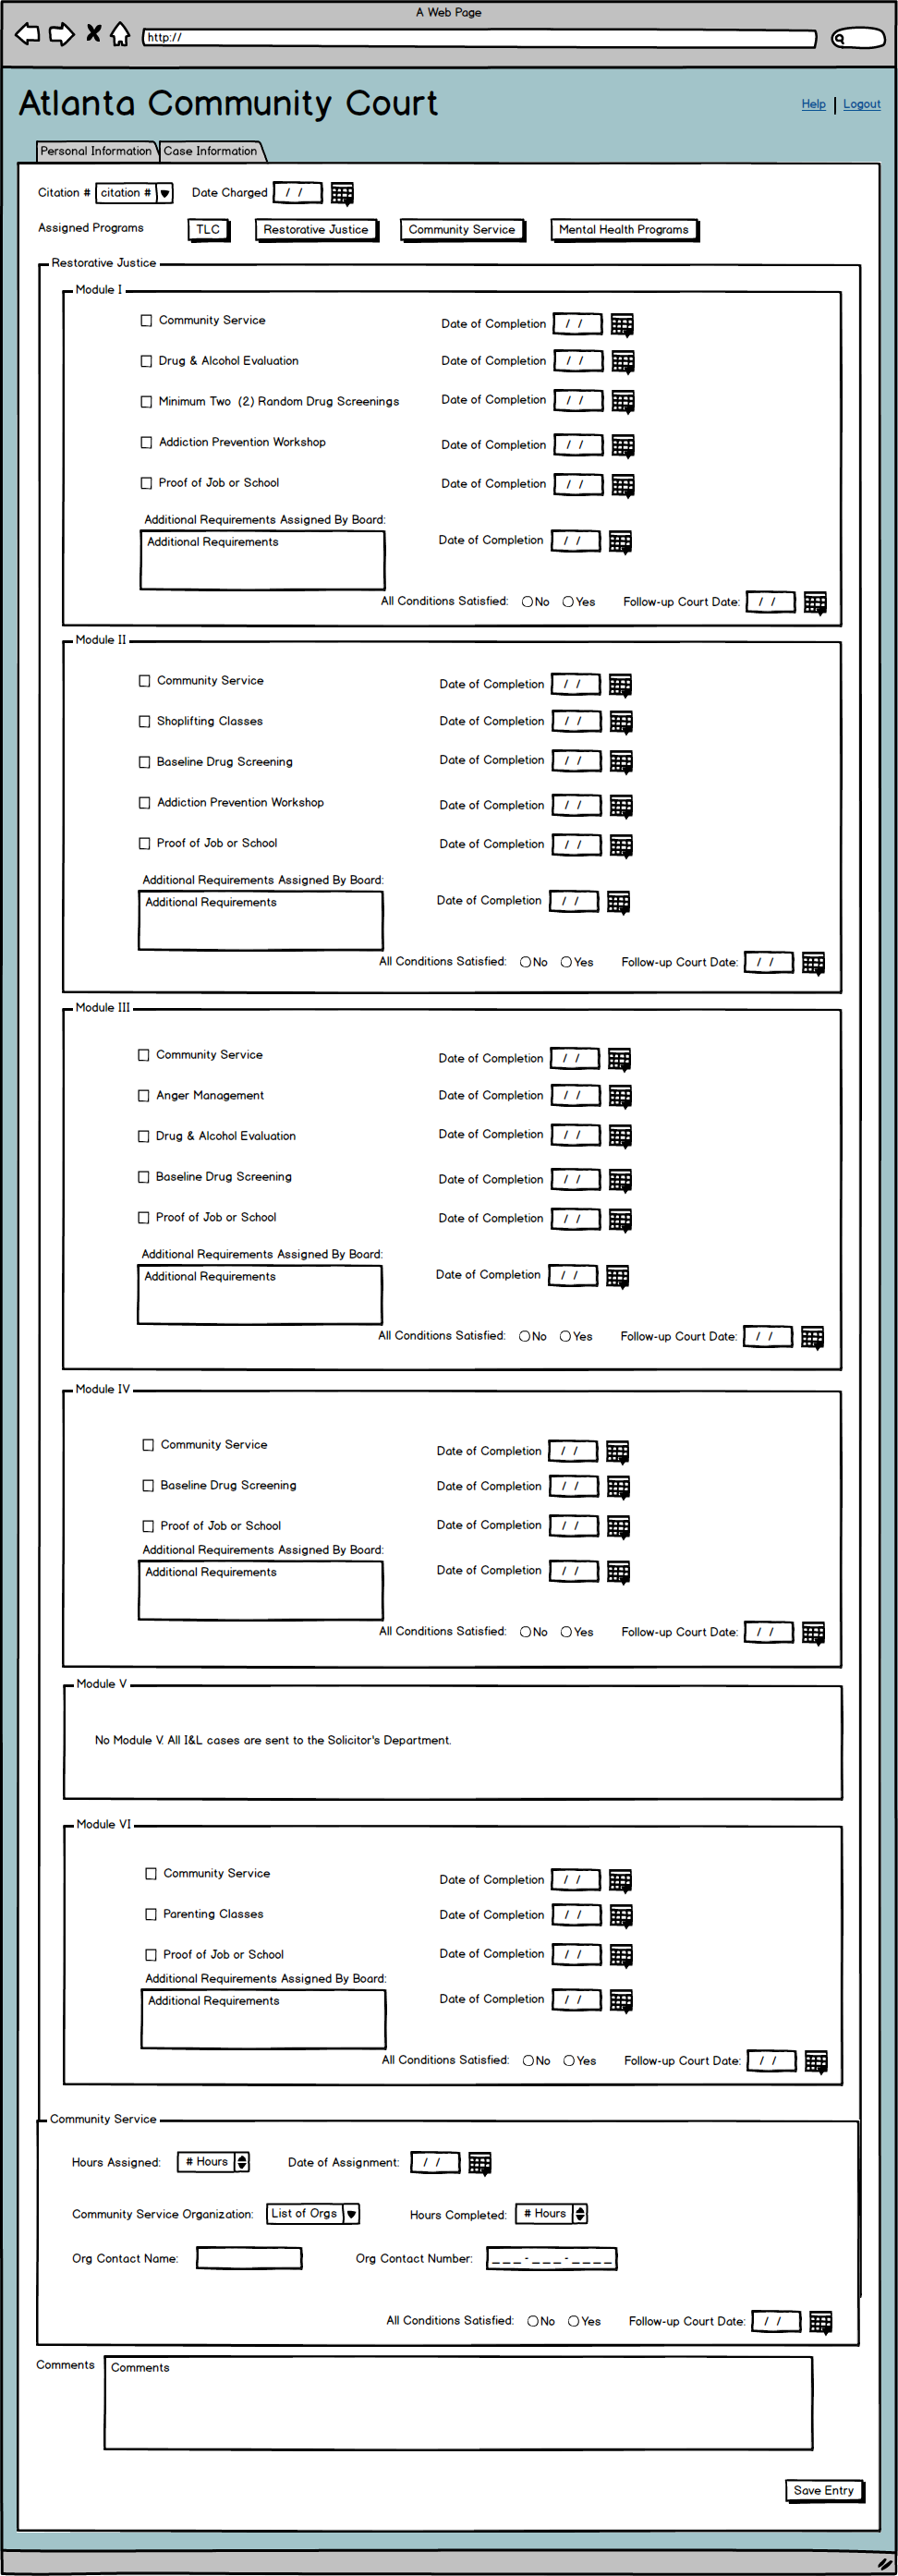 A Web Page
http://
Atlanta Community Court
Help | Logout
Personal Information Case Information
Citation # citation # Date Charged / /
Assigned Programs TLC Restorative Justice Community Service Mental Health Programs
Restorative Justice
Module I
Community Service Date of Completion / /
Drug & Alcohol Evaluation Date of Completion / /
Minimum Two (2) Random Drug Screenings Date of Completion / /
Addiction Prevention Workshop Date of Completion / /
Proof of Job or School Date of Completion / /
Additional Requirements Assigned By Board:
Additional Requirements Date of Completion / /
All Conditions Satisfied: No Yes Follow-up Court Date: / /
Module II
Community Service Date of Completion / /
Shoplifting Classes Date of Completion / /
Baseline Drug Screening Date of Completion / /
Addiction Prevention Workshop Date of Completion / /
Proof of Job or School Date of Completion / /
Additional Requirements Assigned By Board:
Additional Requirements Date of Completion / /
All Conditions Satisfied: No Yes Follow-up Court Date: / /
Module III
Community Service Date of Completion / /
Anger Management Date of Completion / /
Drug & Alcohol Evaluation Date of Completion / /
Baseline Drug Screening Date of Completion / /
Proof of Job or School Date of Completion / /
Additional Requirements Assigned By Board:
Additional Requirements Date of Completion / /
All Conditions Satisfied: No Yes Follow-up Court Date: / /
Module IV
Community Service Date of Completion / /
Baseline Drug Screening Date of Completion / /
Proof of Job or School Date of Completion / /
Additional Requirements Assigned By Board:
Additional Requirements Date of Completion / /
All Conditions Satisfied: No Yes Follow-up Court Date: / /
Module V
No Module V. All I&L cases are sent to the Solicitor's Department.
Module VI
Community Service Date of Completion / /
Parenting Classes Date of Completion / /
Proof of Job or School Date of Completion / /
Additional Requirements Assigned By Board:
Additional Requirements Date of Completion / /
All Conditions Satisfied: No Yes Follow-up Court Date: / /
Community Service
Hours Assigned: # Hours Date of Assignment: / /
Community Service Organization: List of Orgs Hours Completed: # Hours
Org Contact Name: Org Contact Number: _ _ _ - _ _ _ - _ _ _ _
All Conditions Satisfied: No Yes Follow-up Court Date: / /
Comments Comments
Save Entry